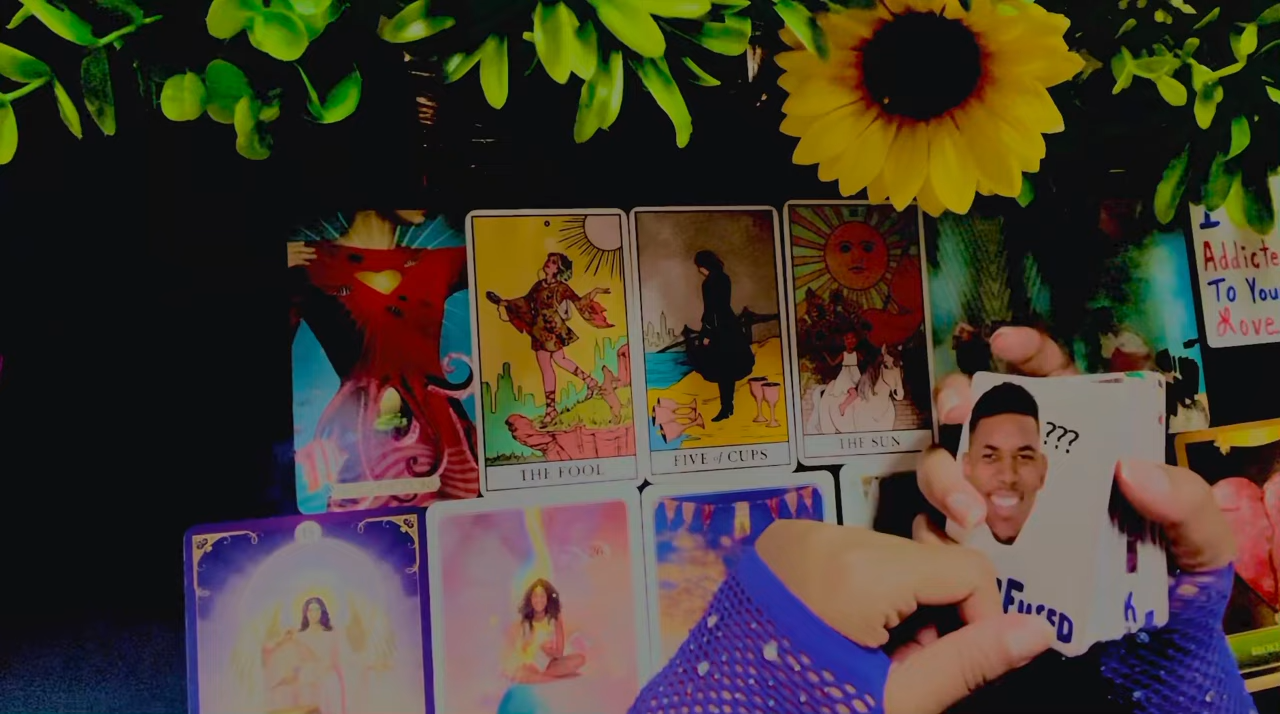 THE FOOL
FIVE of CUPS
THE SUN
I
Addicte
To You
Love
???